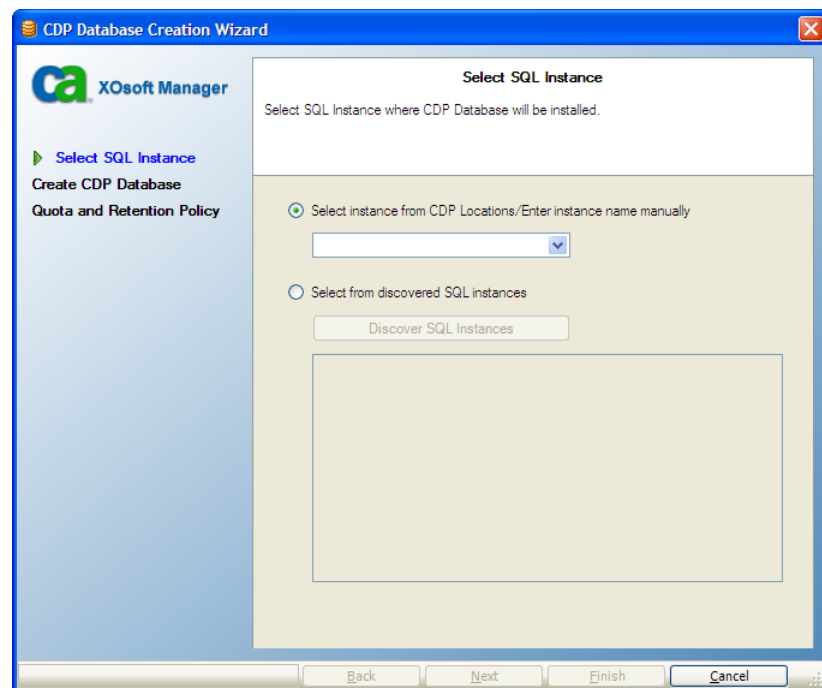 CDP Database Creation Wizard
ca
XOsoft Manager
Select SQL Instance
Create CDP Database
Quota and Retention Policy
Select SQL Instance
Select SQL Instance where CDP Database will be installed.
Select instance from CDP Locations/Enter instance name manually
Select from discovered SQL instances
Discover SQL Instances
Back
Next
Finish
Cancel